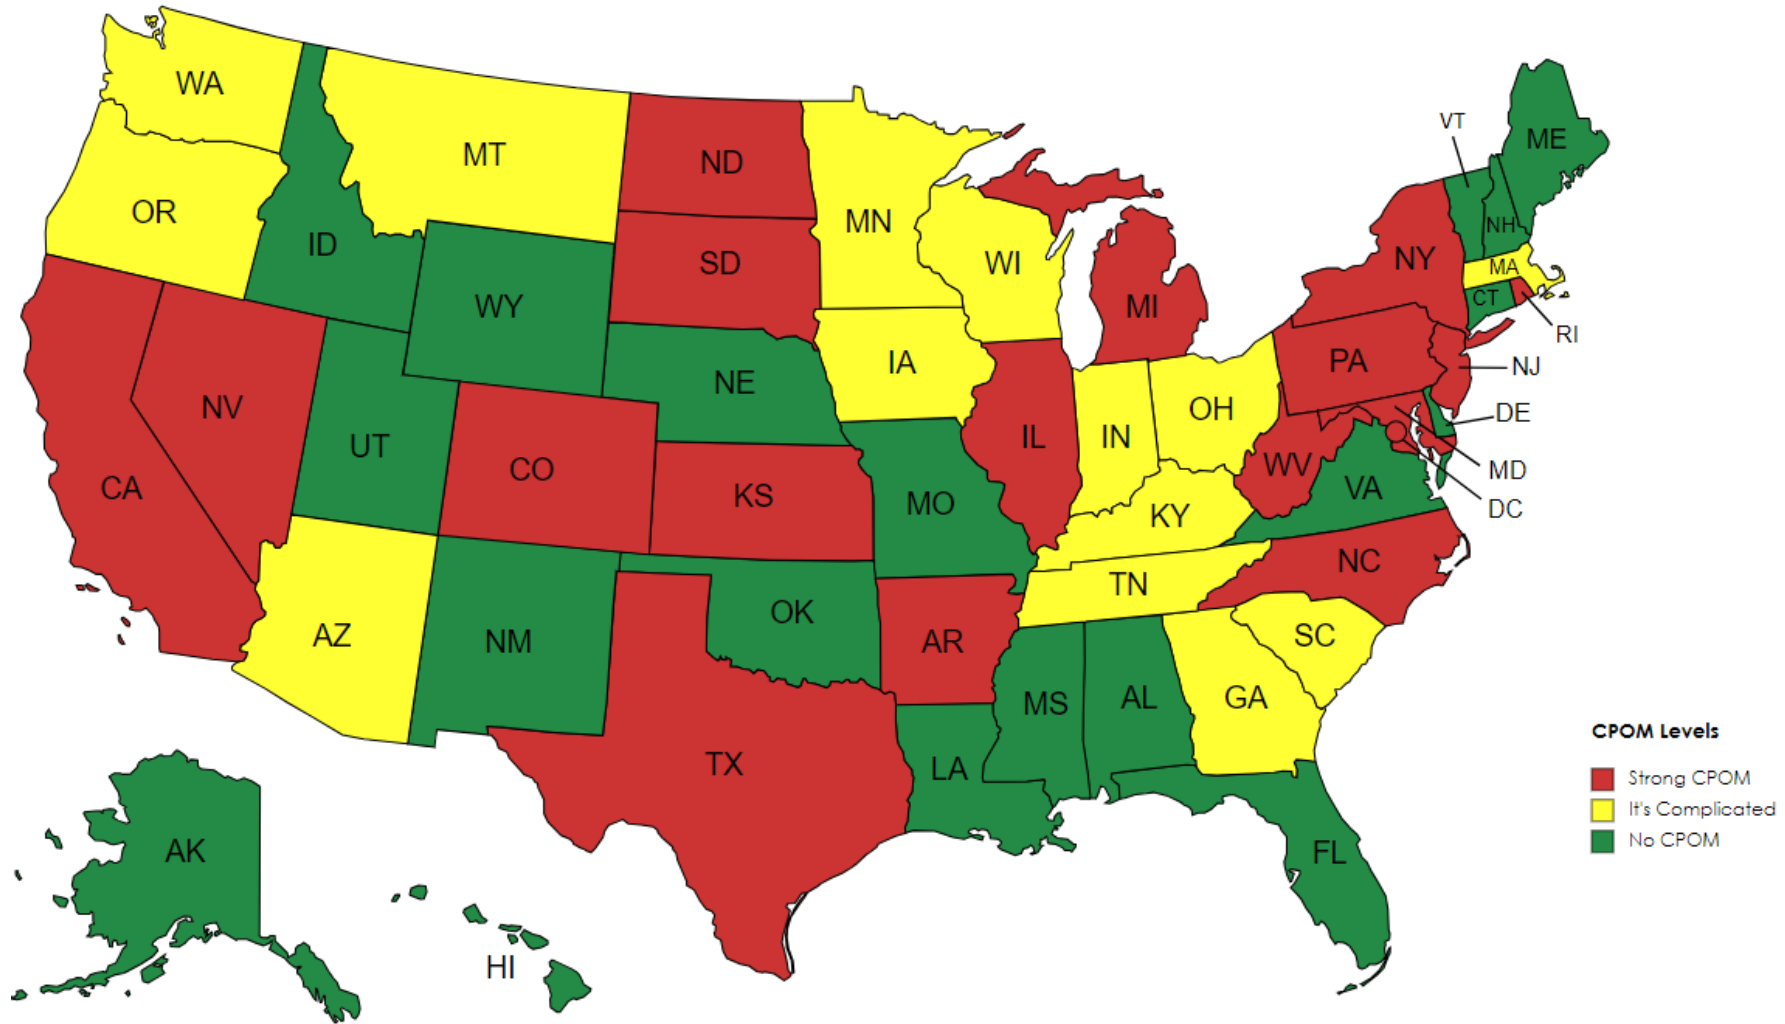 WA
MT
ND
MN
VT
ME
OR
ID
SD
WI
NH
NY
MA
WY
MI
CT
RI
IA
NE
PA
NJ
NV
UT
CO
KS
MO
IL
IN
OH
DE
MD
DC
WV
VA
KY
CA
NC
TN
AZ
NM
OK
AR
SC
MS
AL
GA
TX
LA
FL
AK
HI
CPOM Levels
Strong CPOM
It's Complicated
No CPOM